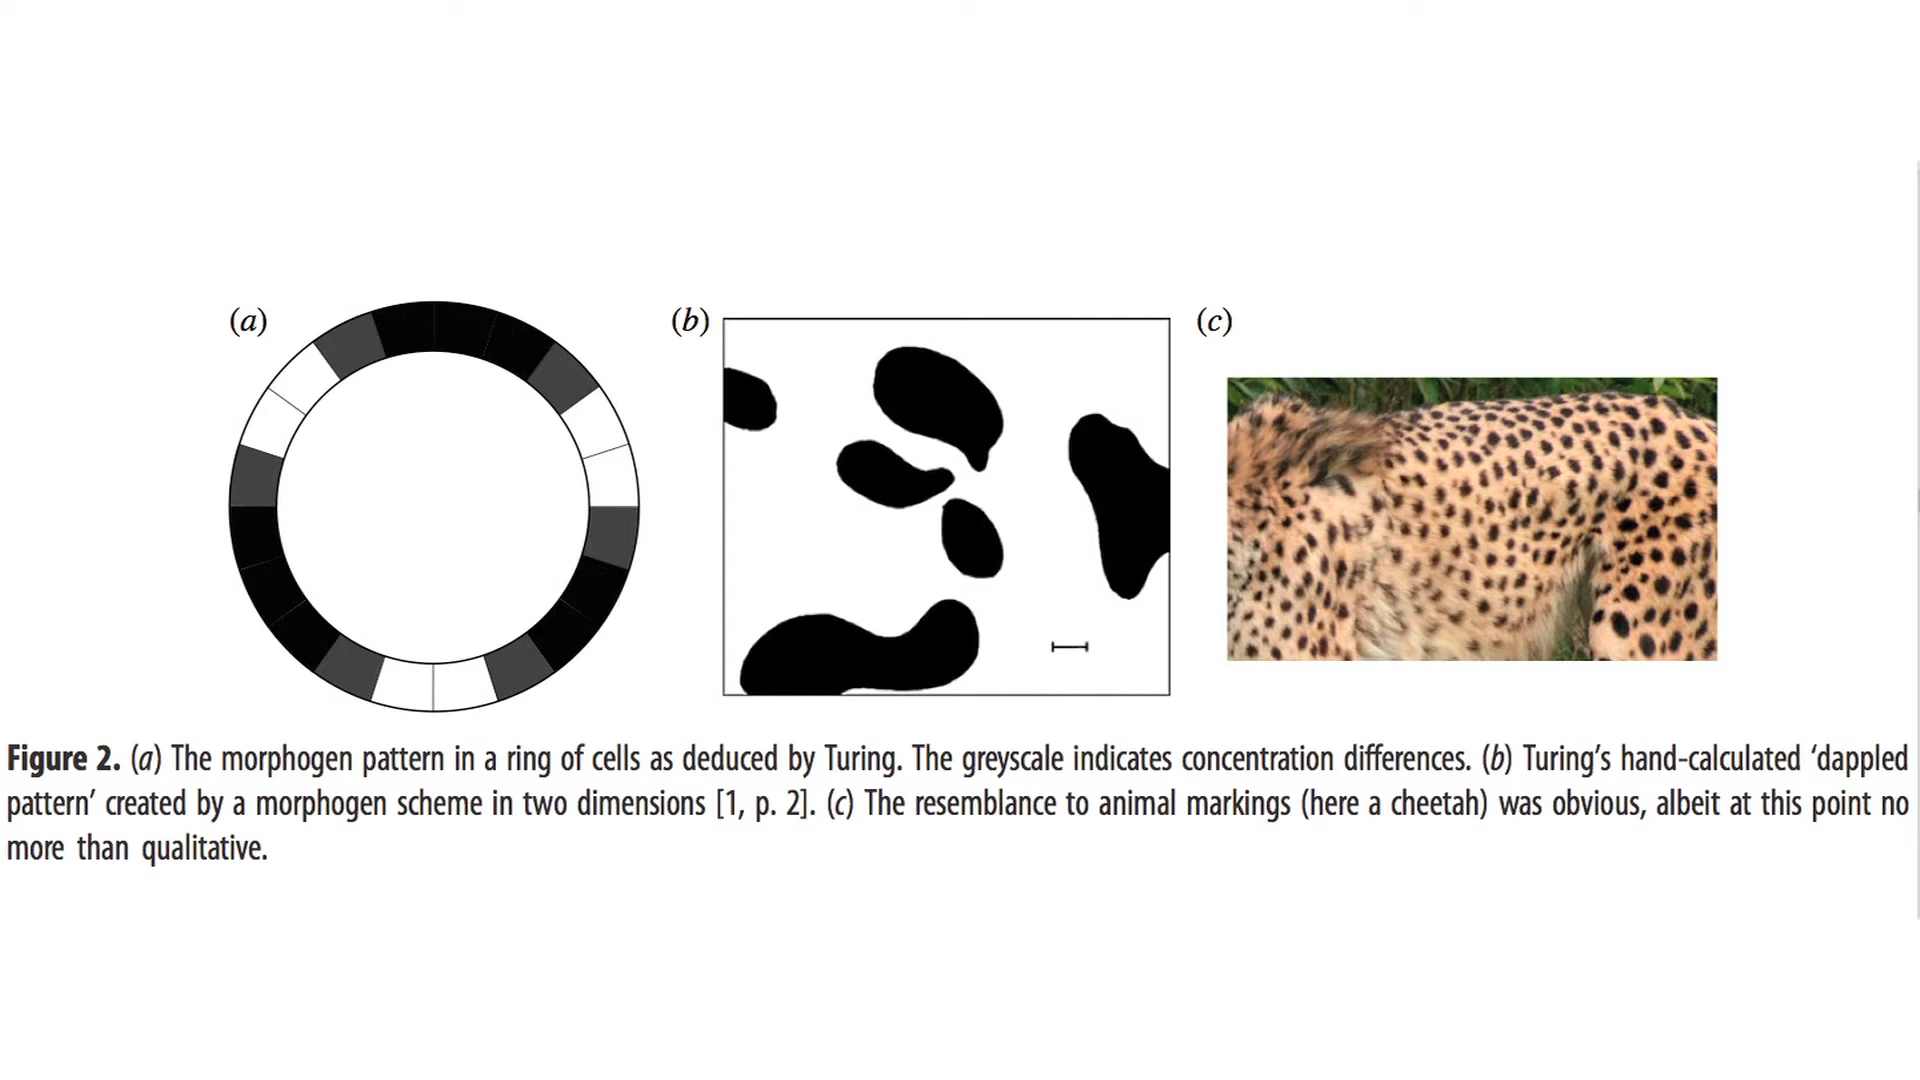 (a)
(b)
(c)
Figure 2. (a) The morphogen pattern in a ring of cells as deduced by Turing. The greyscale indicates concentration differences. (b) Turing’s hand-calculated ‘dappled
pattern’ created by a morphogen scheme in two dimensions [1, p. 2]. (c) The resemblance to animal markings (here a cheetah) was obvious, albeit at this point no
more than qualitative.